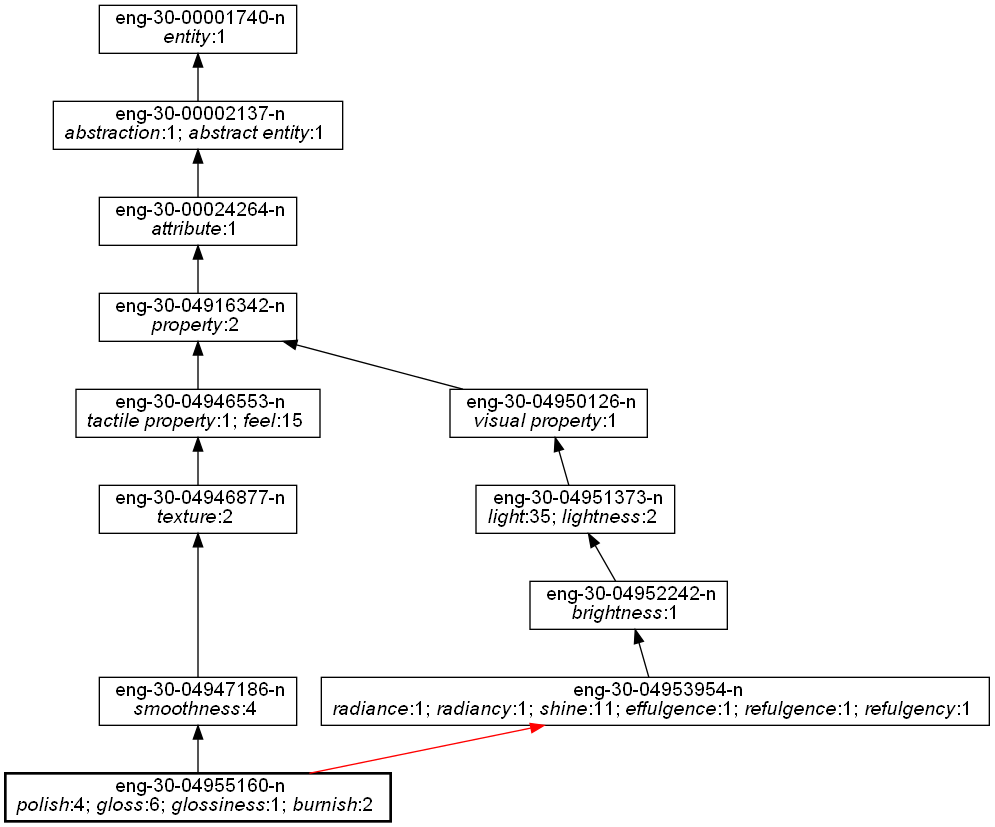 eng-30-00001740-n
entity:1
eng-30-00002137-n
abstraction:1; abstract entity:1
eng-30-00024264-n
attribute:1
eng-30-04916342-n
property:2
eng-30-04946553-n
tactile property:1; feel:15
eng-30-04950126-n
visual property:1
eng-30-04946877-n
texture:2
eng-30-04951373-n
light:35; lightness:2
eng-30-04952242-n
brightness:1
eng-30-04947186-n
smoothness:4
eng-30-04953954-n
radiance:1; radiancy:1; shine:11; effulgence:1; refulgence:1; refulgency:1
eng-30-04955160-n
polish:4; gloss:6; glossiness:1; burnish:2